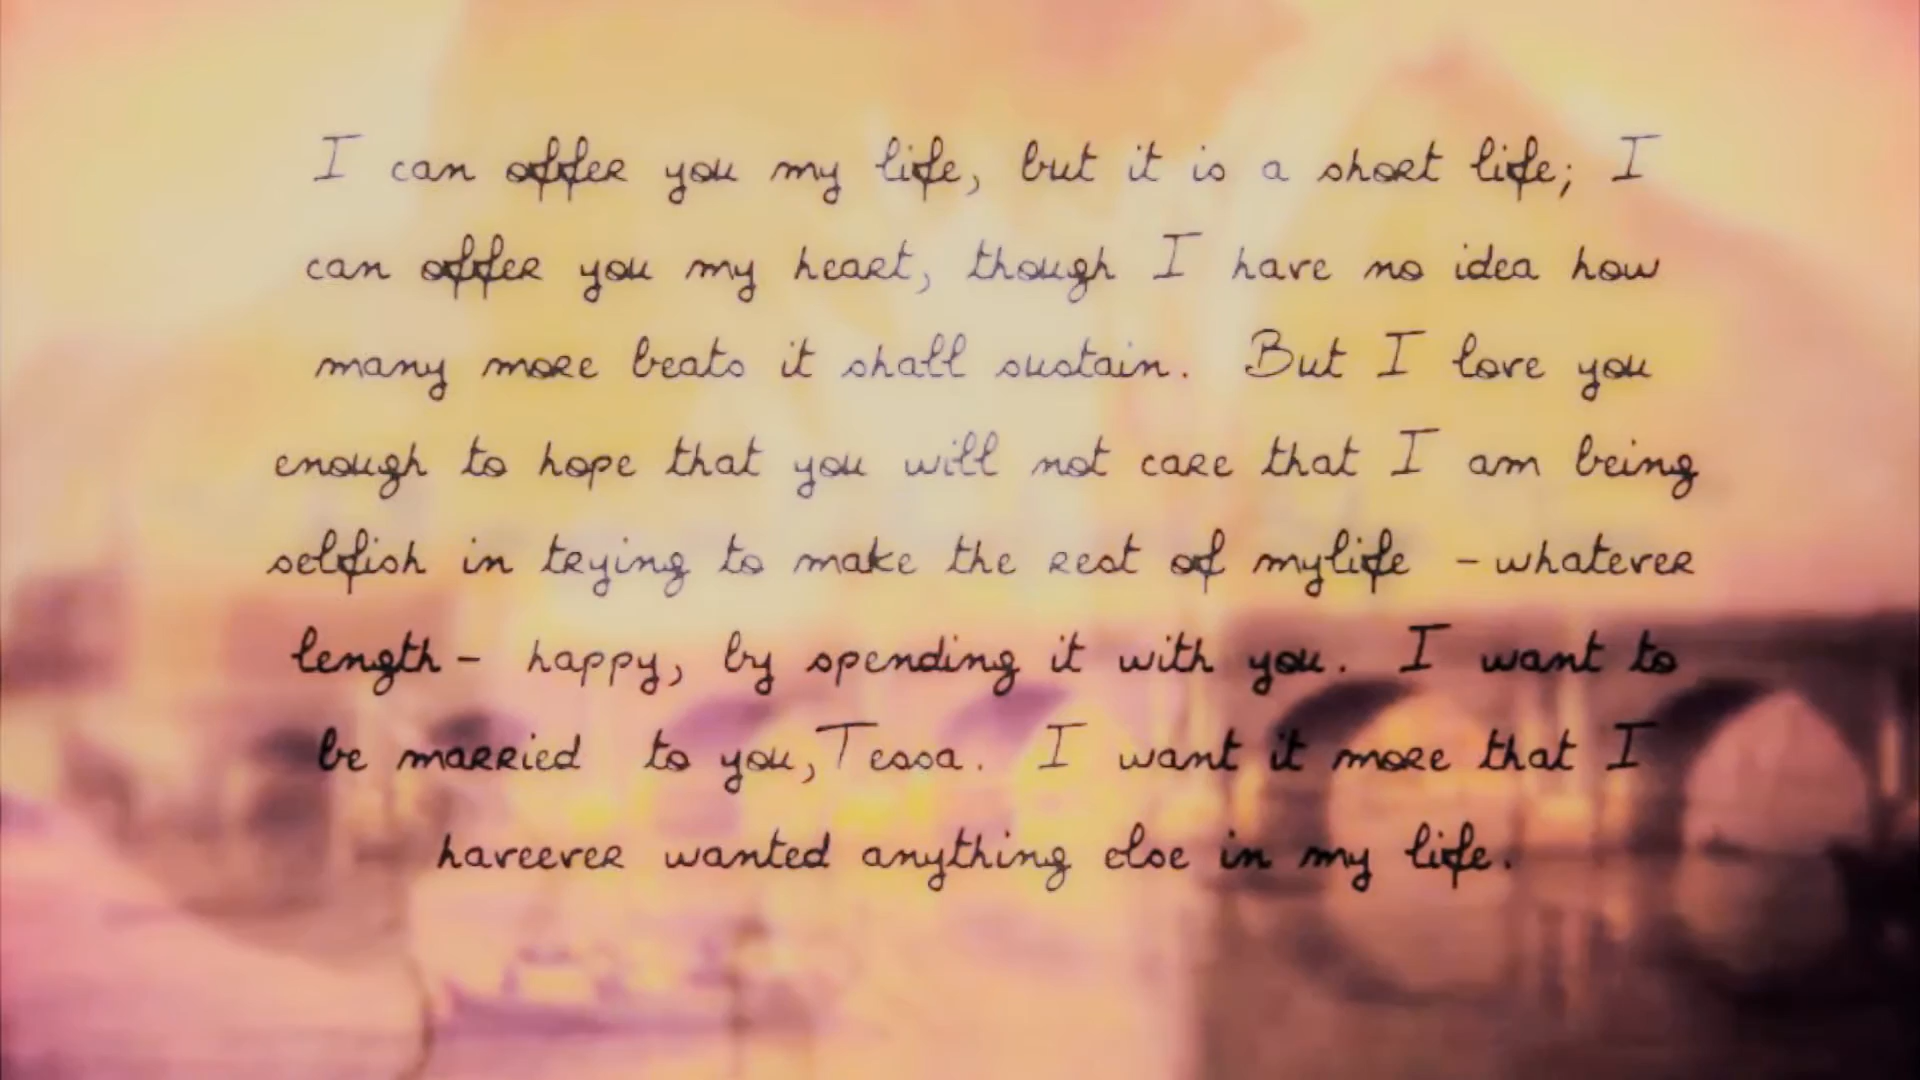 I can offer you my life, but it is a short life; I
can offer you my heart, though I have no idea how
many more beats it shall sustain. But I love you
enough to hope that you will not care that I am being
selfish in trying to make the rest of mylife - whatever
length - happy, by spending it with you. I want to
be married to you, Tessa. I want it more that I
haveever wanted anything else in my life.